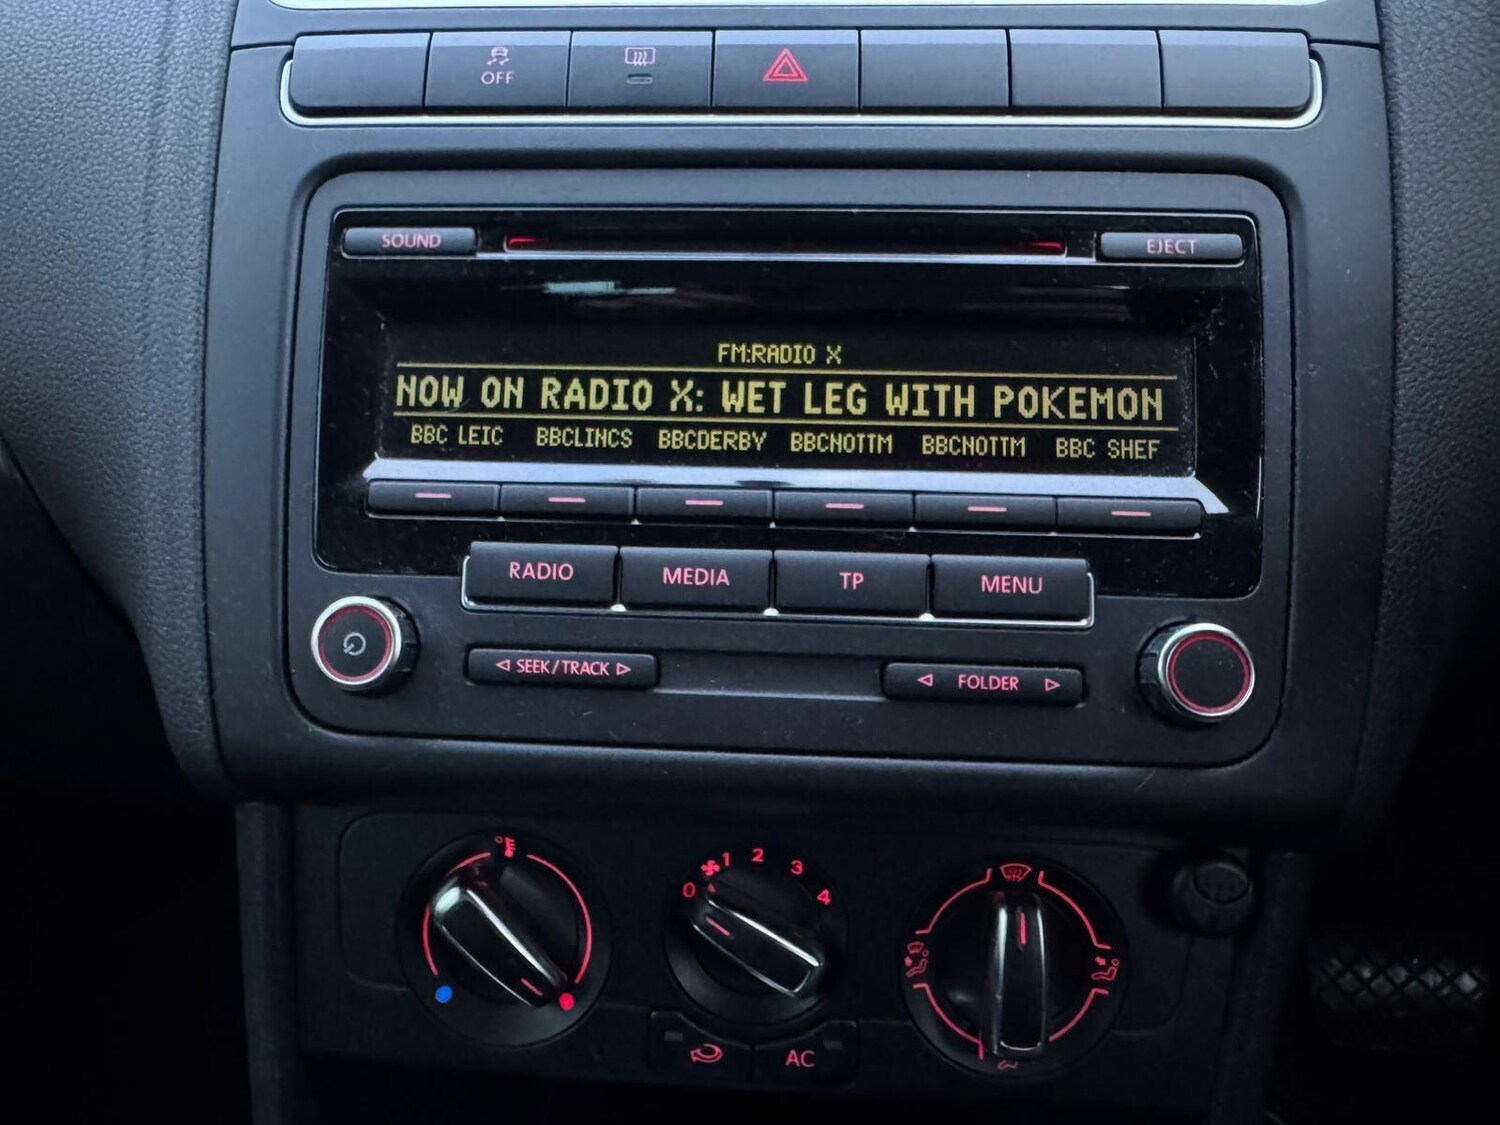 OFF
SOUND
EJECT
FM:RADIO X
NOW ON RADIO X: WET LEG WITH POKEMON
BBC LEIC BBCLINCS BBCDERBY BBCNOTTM BBCNOTTM BBC SHEF
RADIO MEDIA TP MENU
SEEK/TRACK
FOLDER
0 1 2 3 4
AC